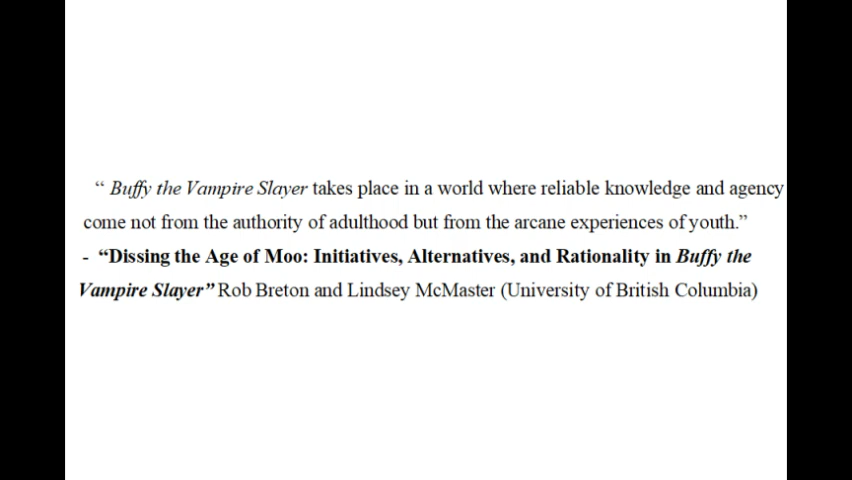 “ Buffy the Vampire Slayer takes place in a world where reliable knowledge and agency
come not from the authority of adulthood but from the arcane experiences of youth.”
- “Dissing the Age of Moo: Initiatives, Alternatives, and Rationality in Buffy the
Vampire Slayer” Rob Breton and Lindsey McMaster (University of British Columbia)